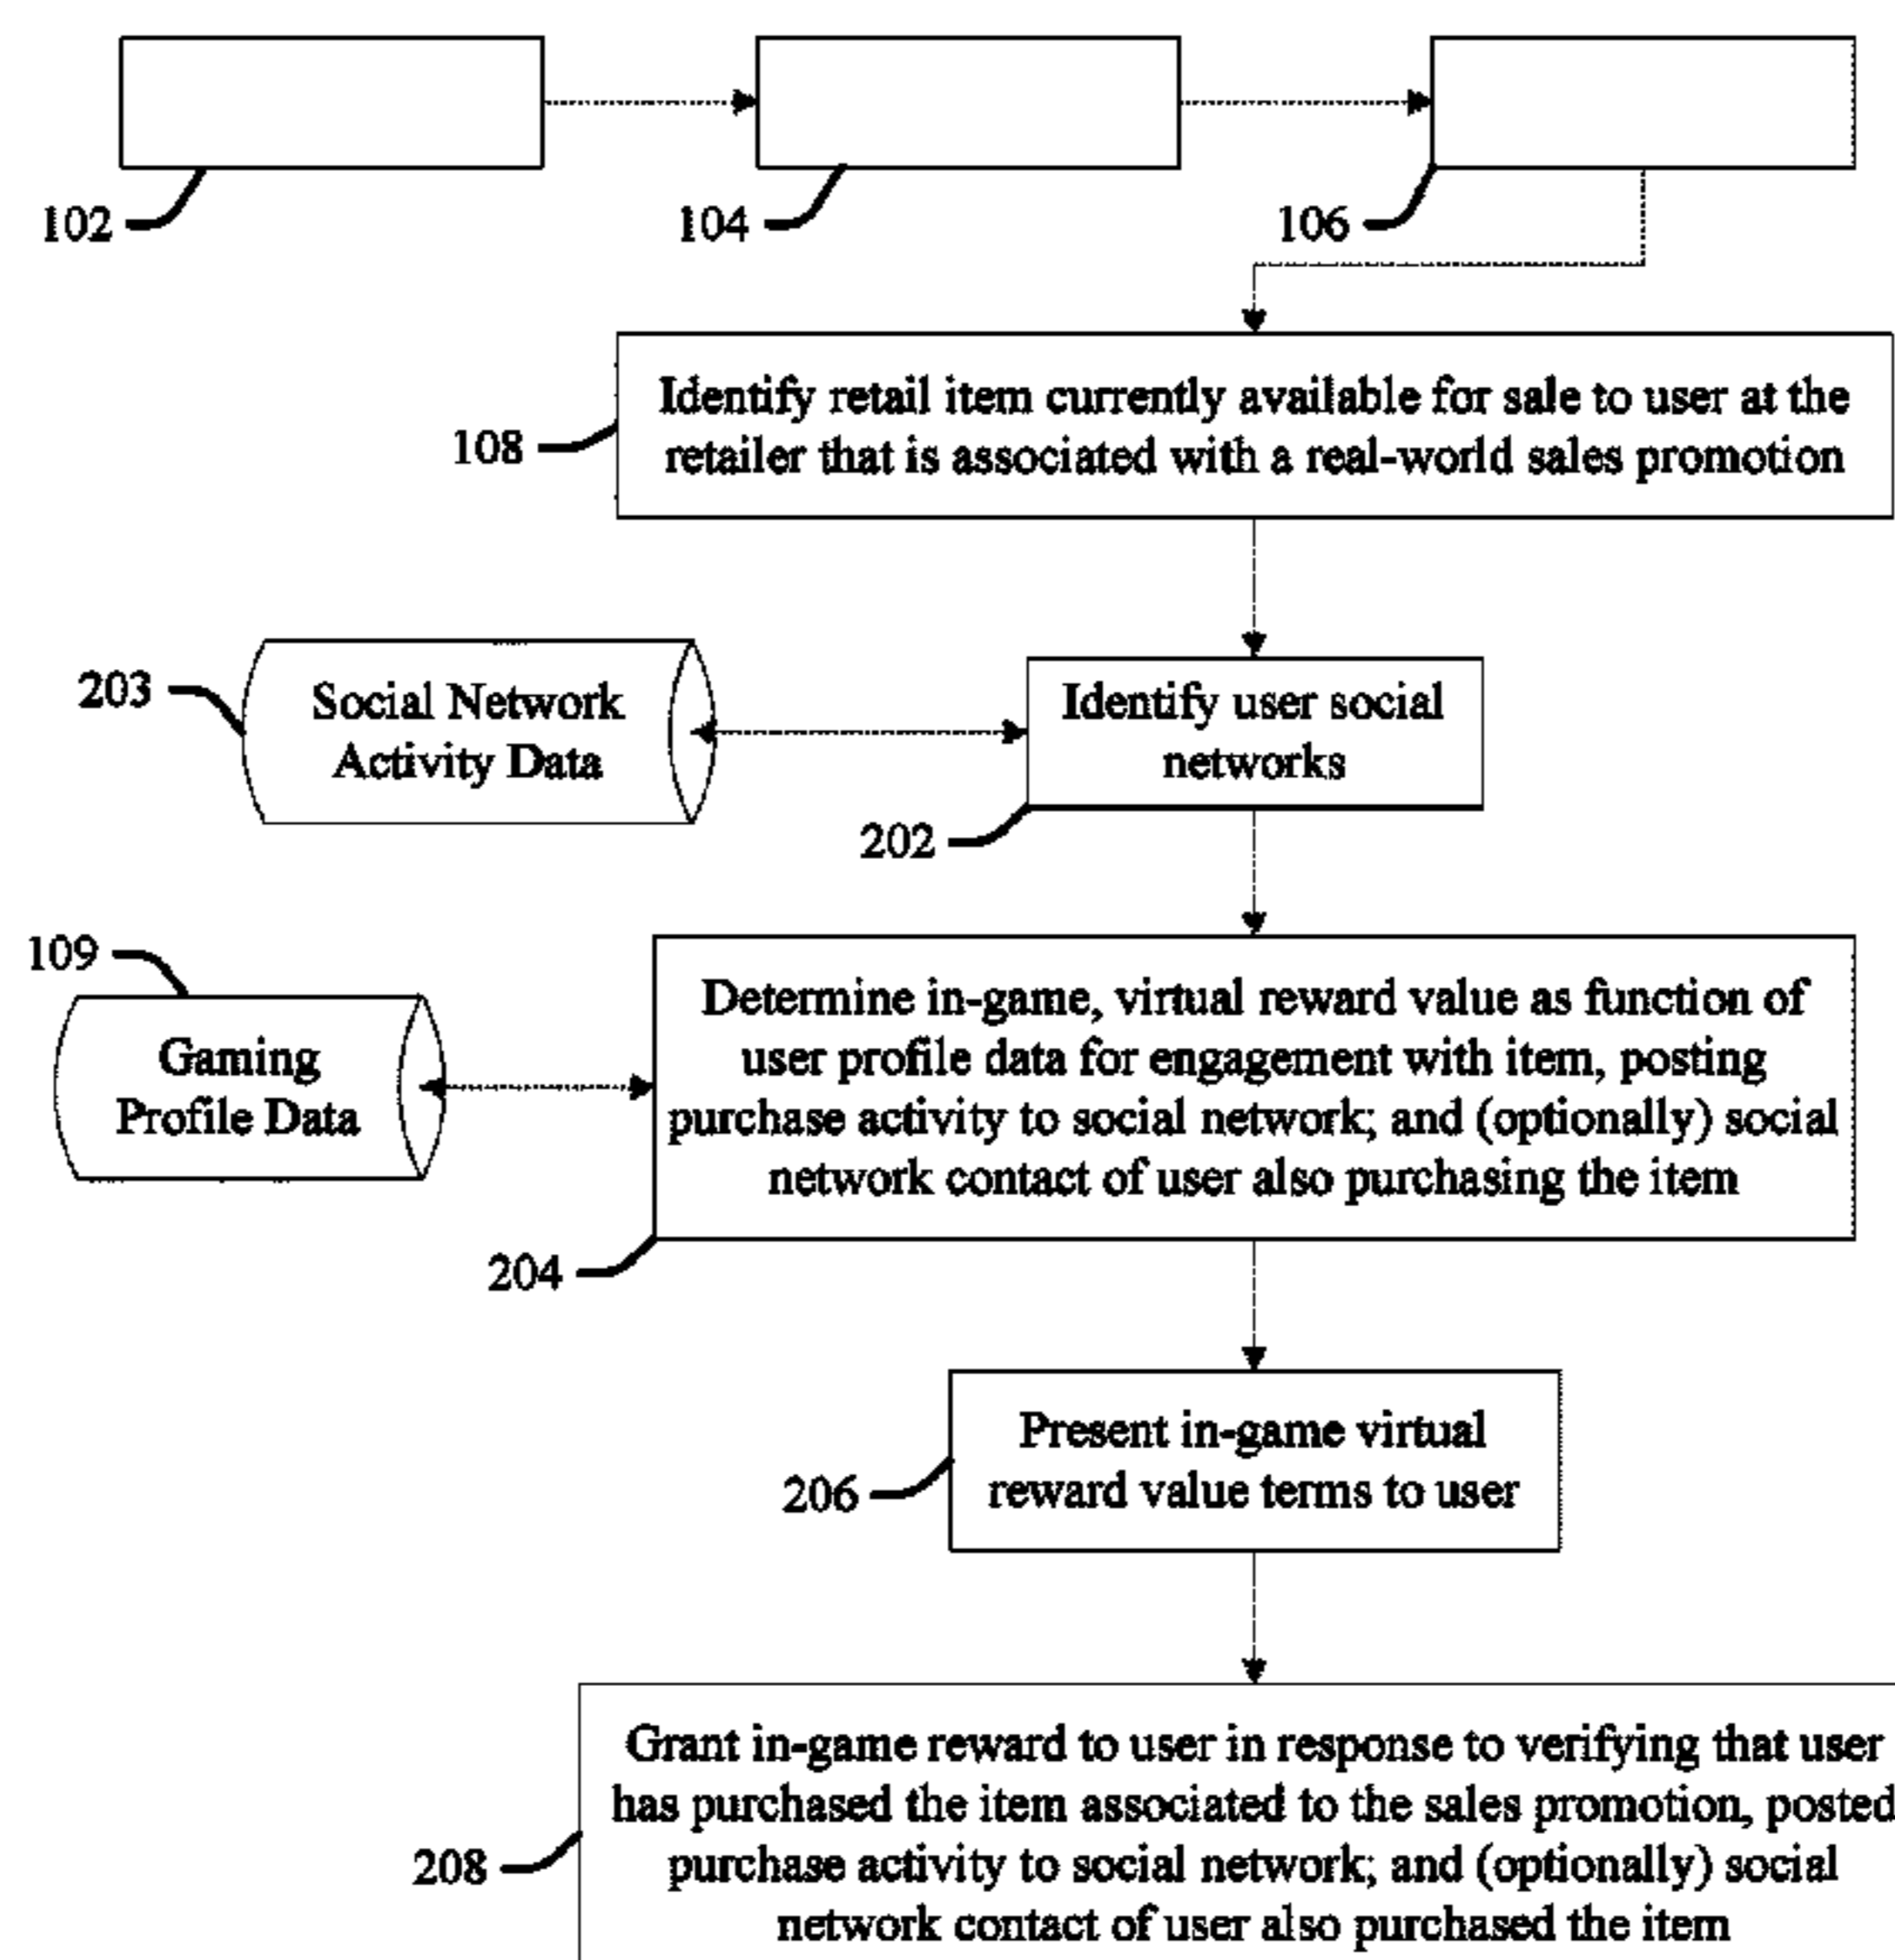 102
104
106
Identify retail item currently available for sale to user at the
retailer that is associated with a real-world sales promotion
108
203
Social Network
Activity Data
Identify user social
networks
202
109
Gaming
Profile Data
Determine in-game, virtual reward value as function of
user profile data for engagement with item, posting
purchase activity to social network; and (optionally) social
network contact of user also purchasing the item
204
Present in-game virtual
reward value terms to user
206
Grant in-game reward to user in response to verifying that user
has purchased the item associated to the sales promotion, posted
purchase activity to social network; and (optionally) social
network contact of user also purchased the item
208